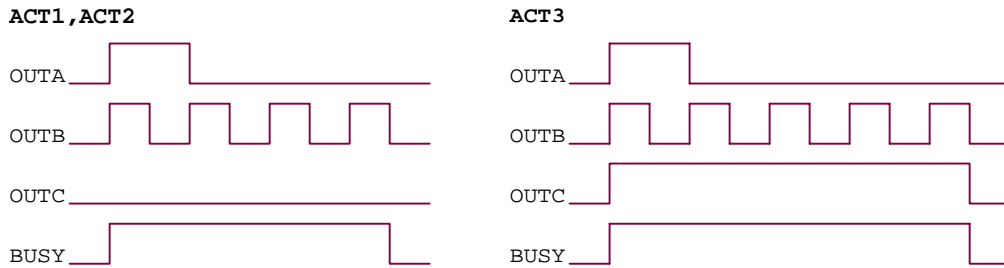 ACT1,ACT2
OUTA
OUTB
OUTC
BUSY
ACT3
OUTA
OUTB
OUTC
BUSY